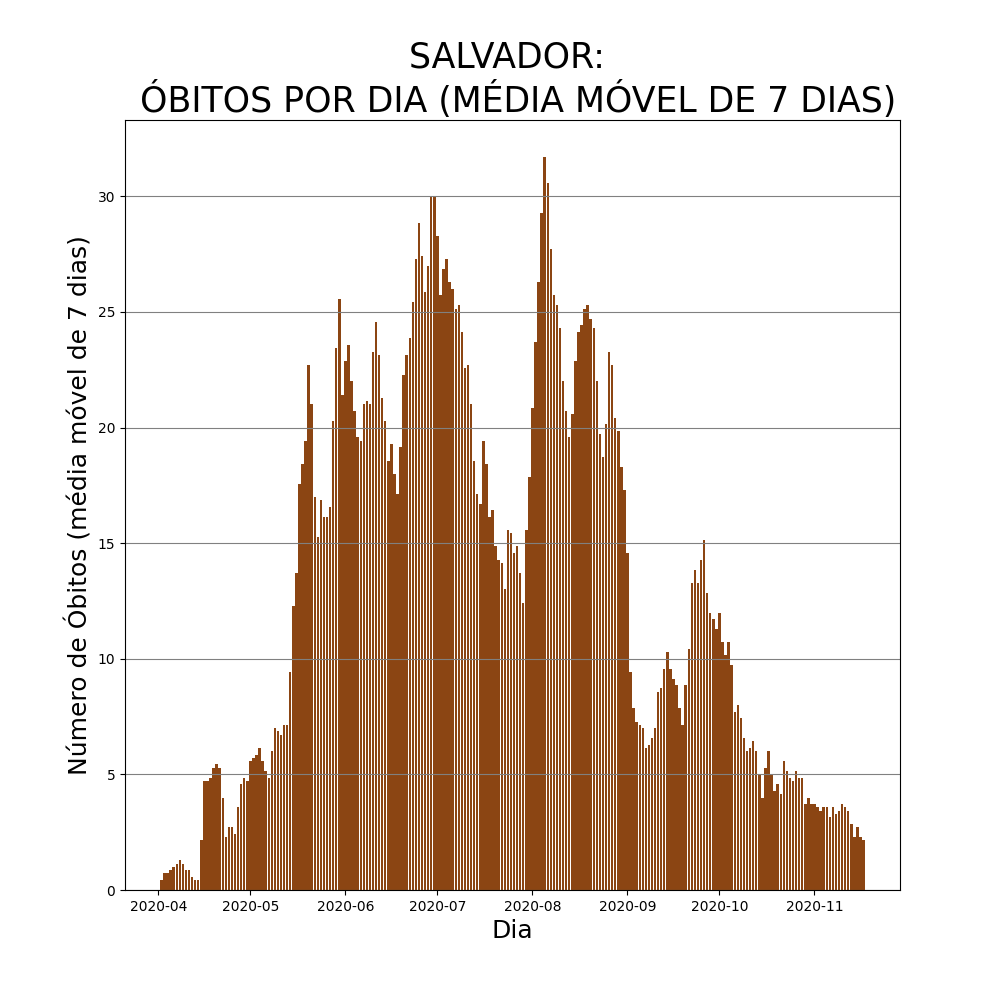 SALVADOR:
ÓBITOS POR DIA (MÉDIA MÓVEL DE 7 DIAS)
Número de Óbitos (média móvel de 7 dias)
30
25
20
15
10
5
0
2020-04 2020-05 2020-06 2020-07 2020-08 2020-09 2020-10 2020-11
Dia